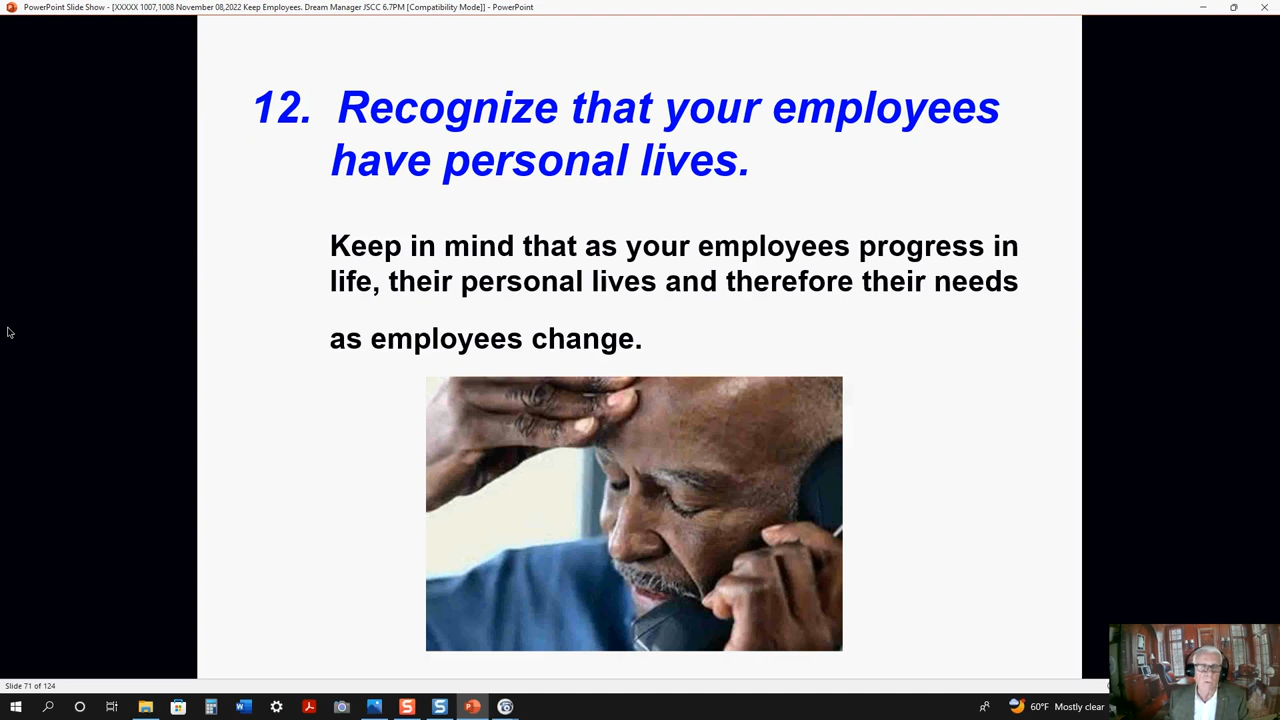 PowerPoint Slide Show - [XXXXX 1007,1008 November 08,2022 Keep Employees. Dream Manager JSCC 6.7PM [Compatibility Mode]] - PowerPoint
12. Recognize that your employees
have personal lives.
Keep in mind that as your employees progress in
life, their personal lives and therefore their needs
as employees change.
Slide 71 of 124
60°F Mostly clear